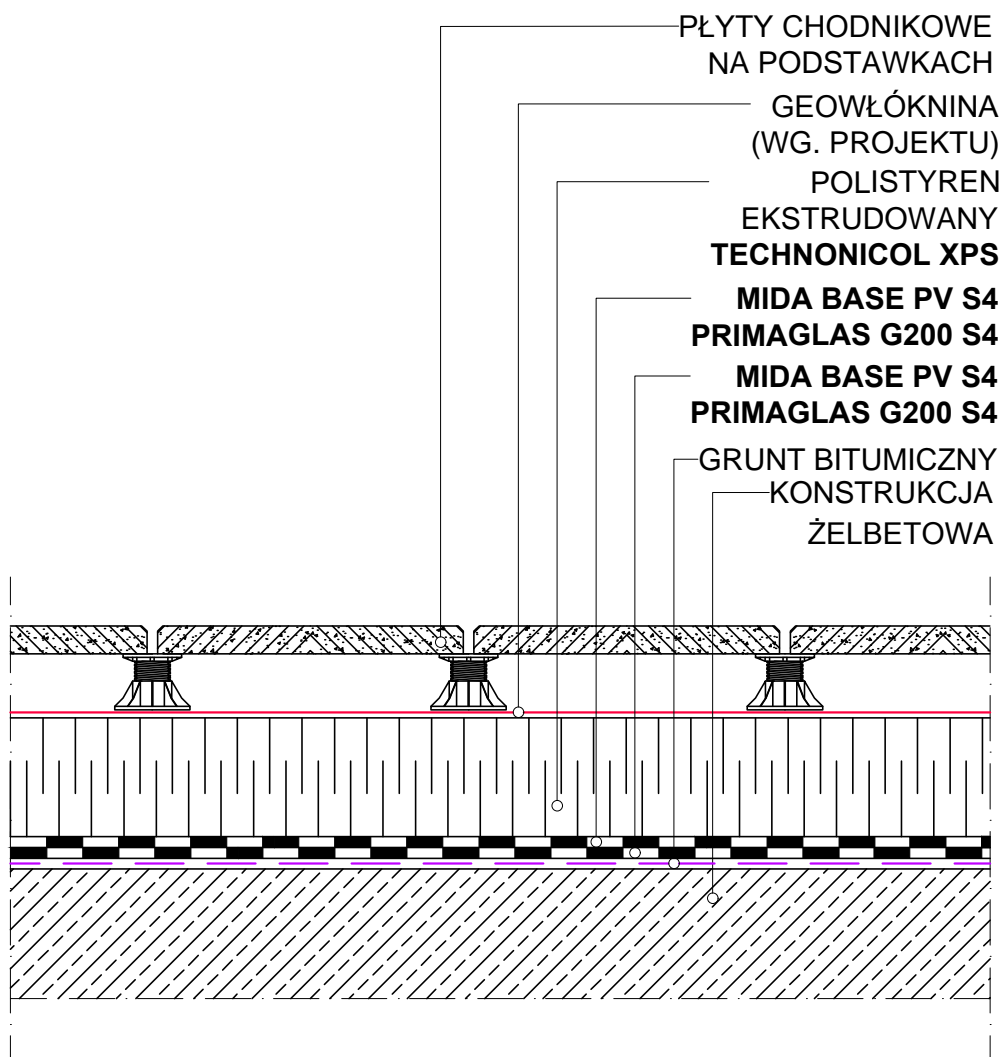 PŁYTY CHODNIKOWE
NA PODSTAWKACH
GEOWŁÓKNINA
(WG. PROJEKTU)
POLISTYREN
EKSTRUDOWANY
TECHNONICOL XPS
MIDA BASE PV S4
PRIMAGLAS G200 S4
MIDA BASE PV S4
PRIMAGLAS G200 S4
GRUNT BITUMICZNY
KONSTRUKCJA
ŻELBETOWA